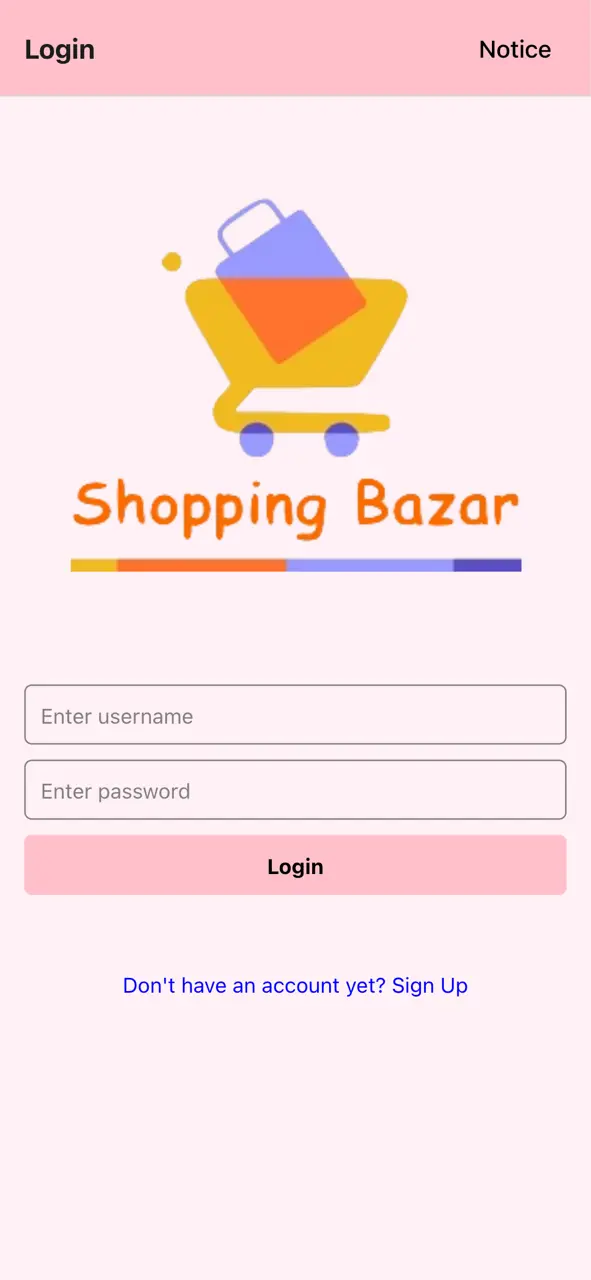 Login
Notice
Shopping Bazar
Enter username
Enter password
Login
Don't have an account yet? Sign Up